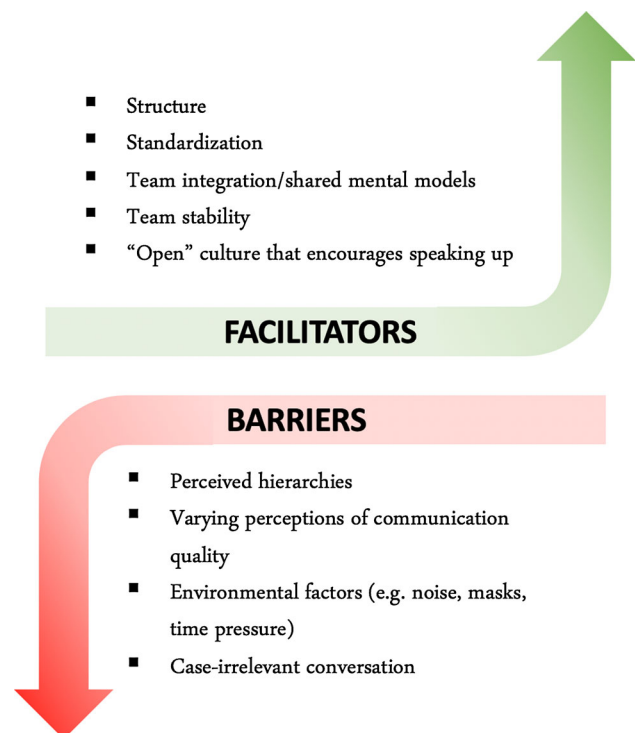 ▪ Structure
▪ Standardization
▪ Team integration/shared mental models
▪ Team stability
▪ “Open” culture that encourages speaking up
FACILITATORS
BARRIERS
▪ Perceived hierarchies
▪ Varying perceptions of communication
quality
▪ Environmental factors (e.g. noise, masks,
time pressure)
▪ Case-irrelevant conversation